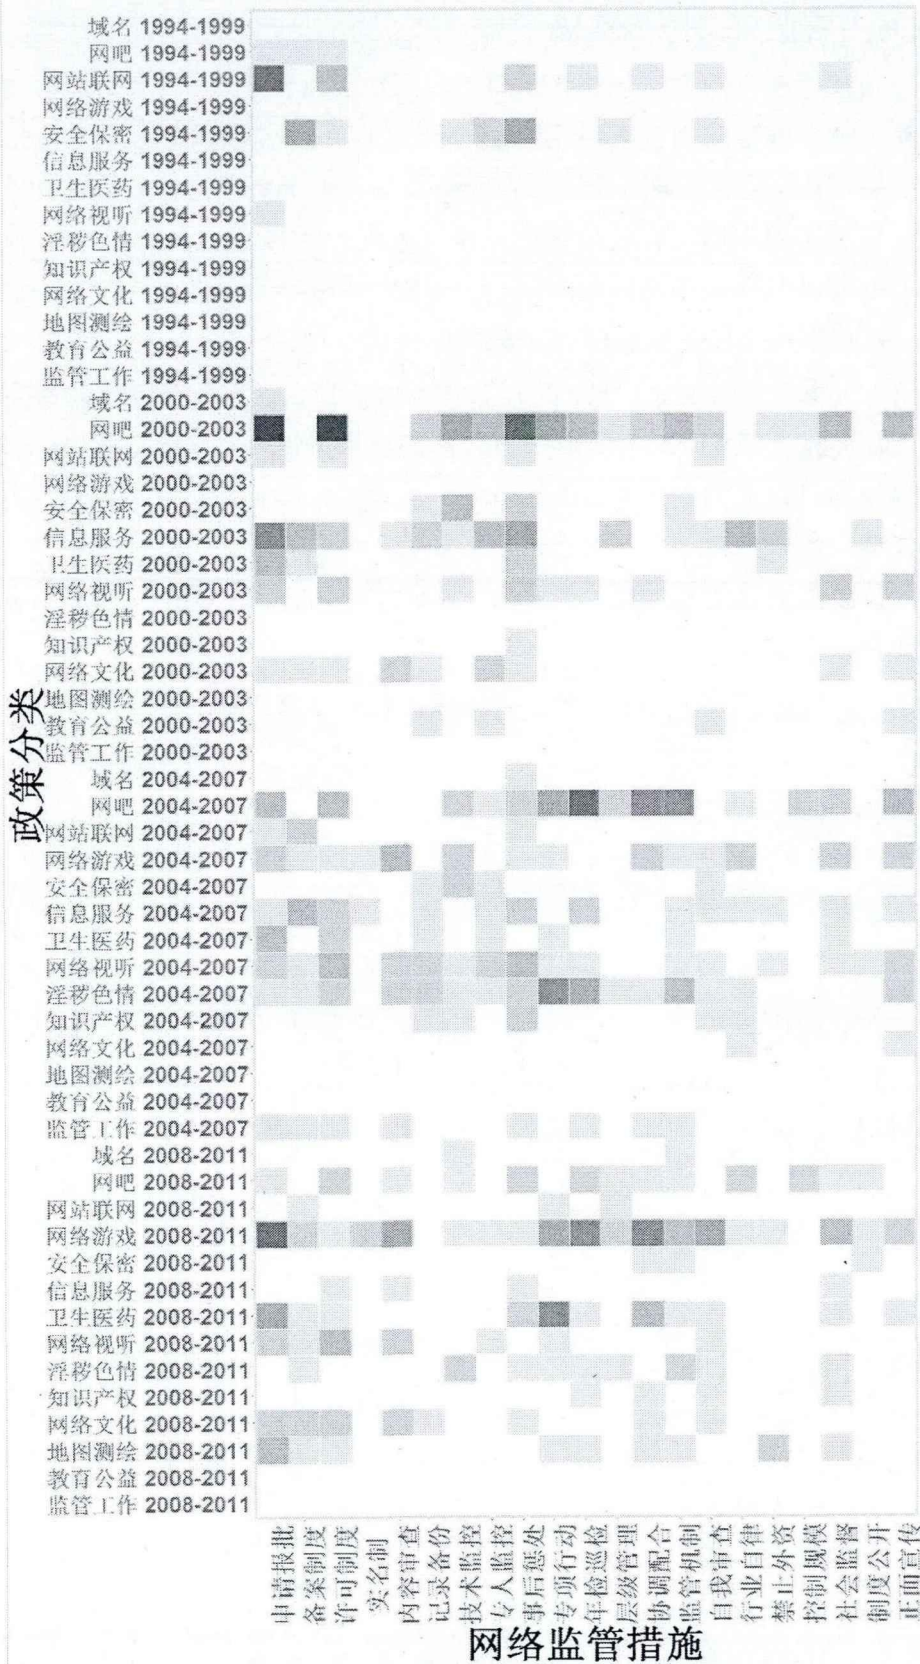 域名 1994-1999
网吧 1994-1999
网站联网 1994-1999
网络游戏 1994-1999
安全保密 1994-1999
信息服务 1994-1999
卫生医药 1994-1999
网络视听 1994-1999
淫秽色情 1994-1999
知识产权 1994-1999
网络文化 1994-1999
地图测绘 1994-1999
教育公益 1994-1999
监管工作 1994-1999
域名 2000-2003
网吧 2000-2003
网站联网 2000-2003
网络游戏 2000-2003
安全保密 2000-2003
信息服务 2000-2003
卫生医药 2000-2003
网络视听 2000-2003
淫秽色情 2000-2003
知识产权 2000-2003
网络文化 2000-2003
地图测绘 2000-2003
教育公益 2000-2003
监管工作 2000-2003
域名 2004-2007
网吧 2004-2007
网站联网 2004-2007
网络游戏 2004-2007
安全保密 2004-2007
信息服务 2004-2007
卫生医药 2004-2007
网络视听 2004-2007
淫秽色情 2004-2007
知识产权 2004-2007
网络文化 2004-2007
地图测绘 2004-2007
教育公益 2004-2007
监管工作 2004-2007
域名 2008-2011
网吧 2008-2011
网站联网 2008-2011
网络游戏 2008-2011
安全保密 2008-2011
信息服务 2008-2011
卫生医药 2008-2011
网络视听 2008-2011
淫秽色情 2008-2011
知识产权 2008-2011
网络文化 2008-2011
地图测绘 2008-2011
教育公益 2008-2011
监管工作 2008-2011
政策分类
申请报批
备案制度
许可制度
实名制
内容审查
记录备份
技术监控
专人监控
事后惩处
专项行动
年检巡检
层级管理
协调配合
监管机制
自我审查
行业自律
禁止外资
控制规模
社会监督
制度公开
正面宣传
网络监管措施